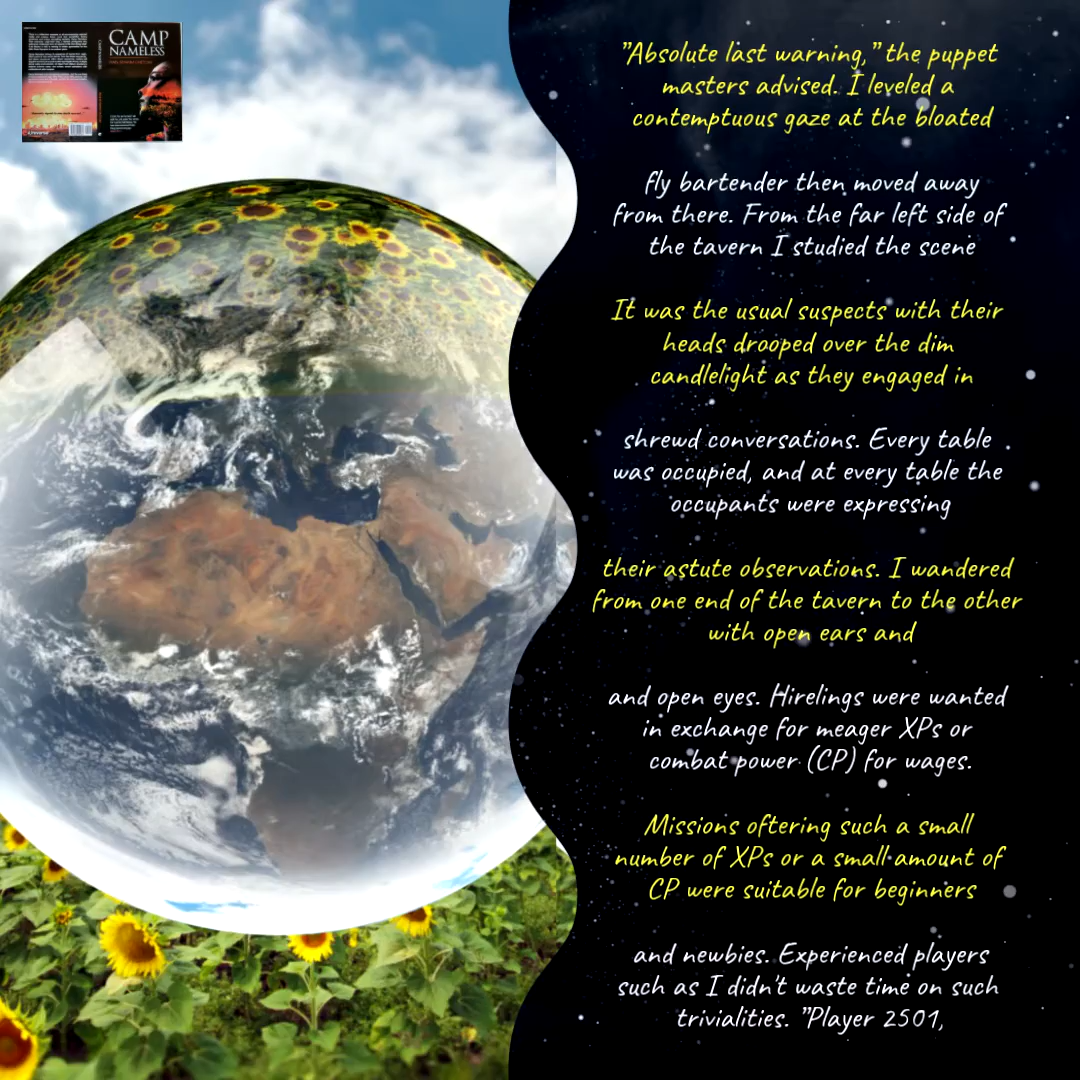 CAMP
NAMELESS
"Absolute last warning," the puppet
masters advised. I leveled a
contemptuous gaze at the bloated
fly bartender then moved away
from there. From the far left side of
the tavern I studied the scene
It was the usual suspects with their
heads drooped over the dim
candlelight as they engaged in
shrewd conversations. Every table
was occupied, and at every table the
occupants were expressing
their astute observations. I wandered
from one end of the tavern to the other
with open ears and
and open eyes. Hirelings were wanted
in exchange for meager XPs or
combat power (CP) for wages.
Missions oftering such a small
number of XPs or a small amount of
CP were suitable for beginners
and newbies. Experienced players
such as I didn't waste time on such
trivialities. "Player 2501,